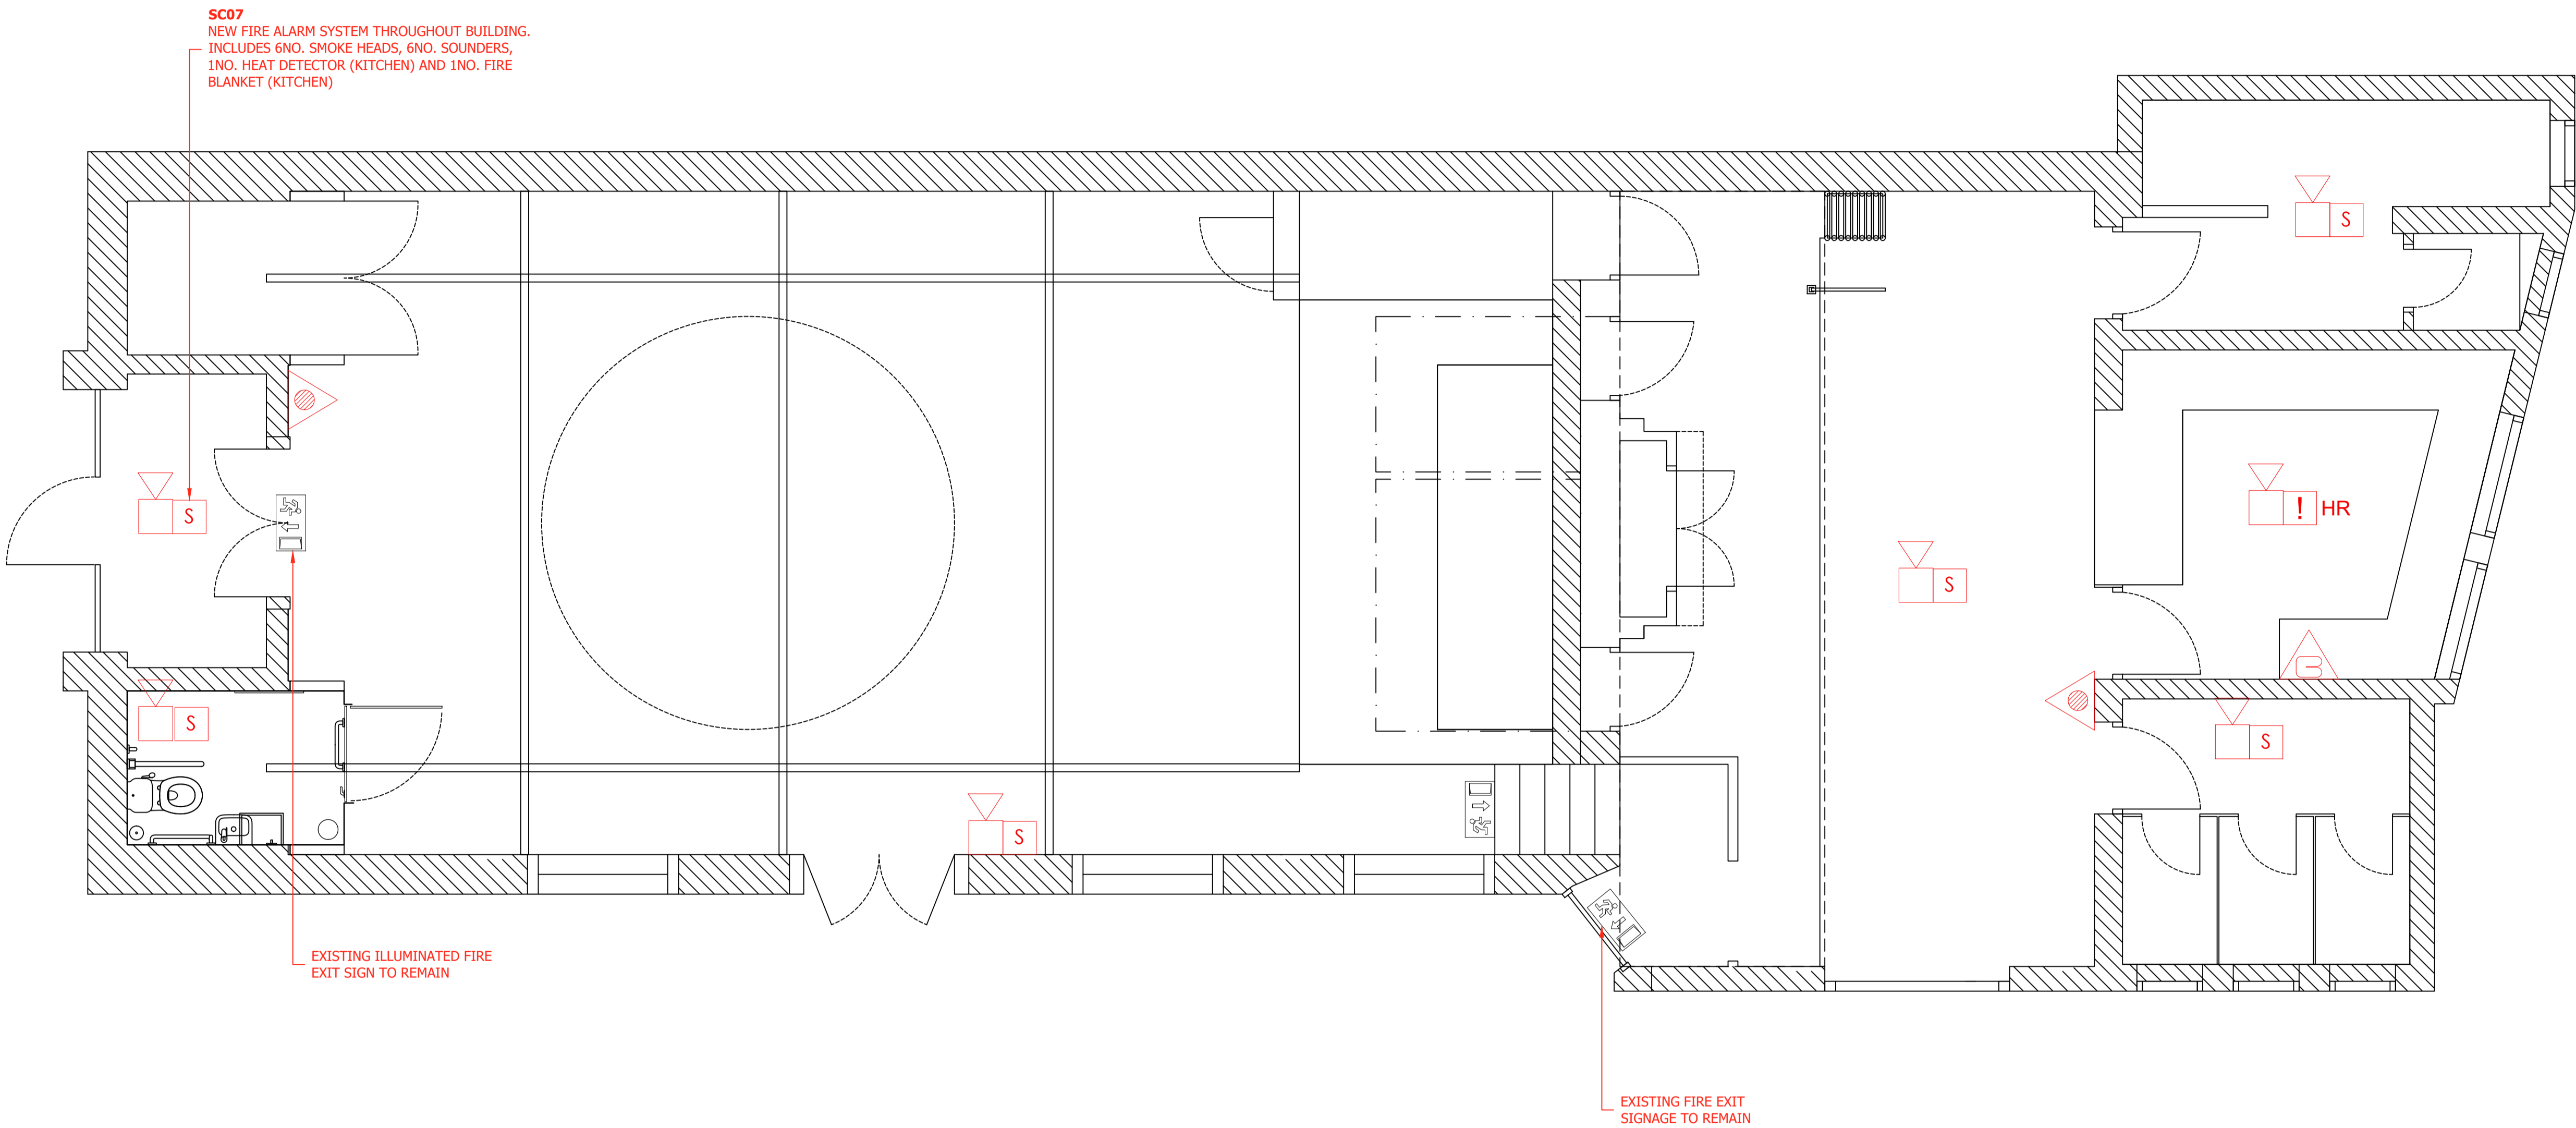 SC07
NEW FIRE ALARM SYSTEM THROUGHOUT BUILDING.
INCLUDES 6NO. SMOKE HEADS, 6NO. SOUNDERS,
1NO. HEAT DETECTOR (KITCHEN) AND 1NO. FIRE
BLANKET (KITCHEN)
S
! HR
S
S
S
S
S
EXISTING ILLUMINATED FIRE
EXIT SIGN TO REMAIN
EXISTING FIRE EXIT
SIGNAGE TO REMAIN